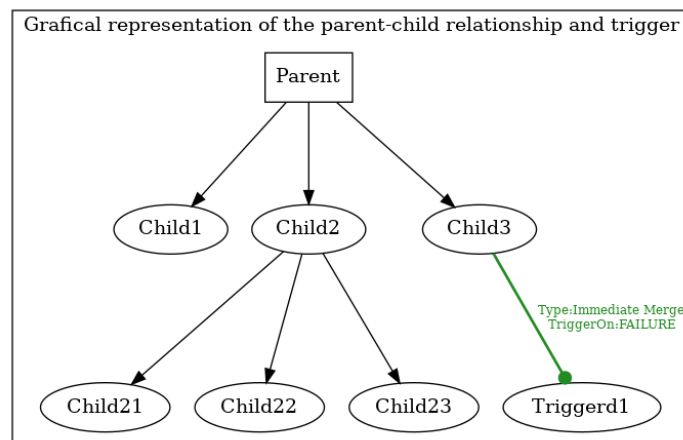 Grafical representation of the parent-child relationship and trigger
Parent
Child1
Child2
Child3
Type:Immediate Merge
TriggerOn:FAILURE
Child21
Child22
Child23
Triggerd1